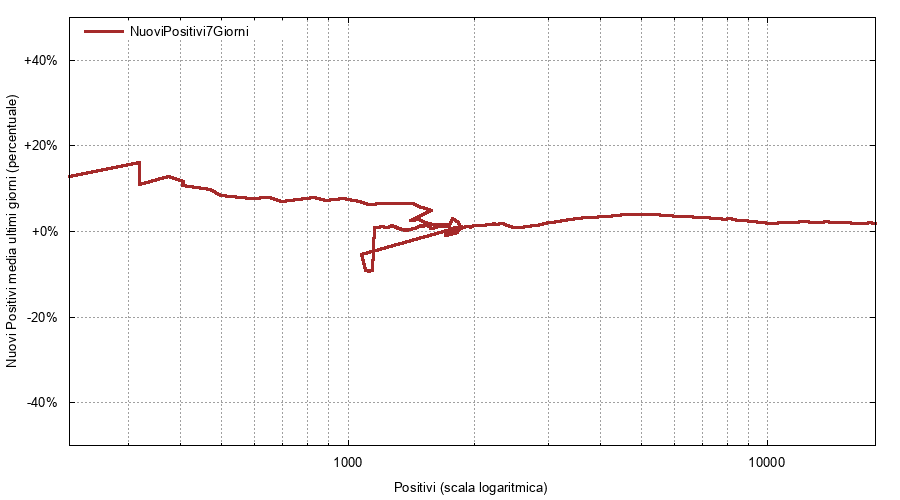 NuoviPositivi7Giorni
+40%
+20%
+0%
-20%
-40%
Nuovi Positivi media ultimi giorni (percentuale)
1000
10000
Positivi (scala logaritmica)